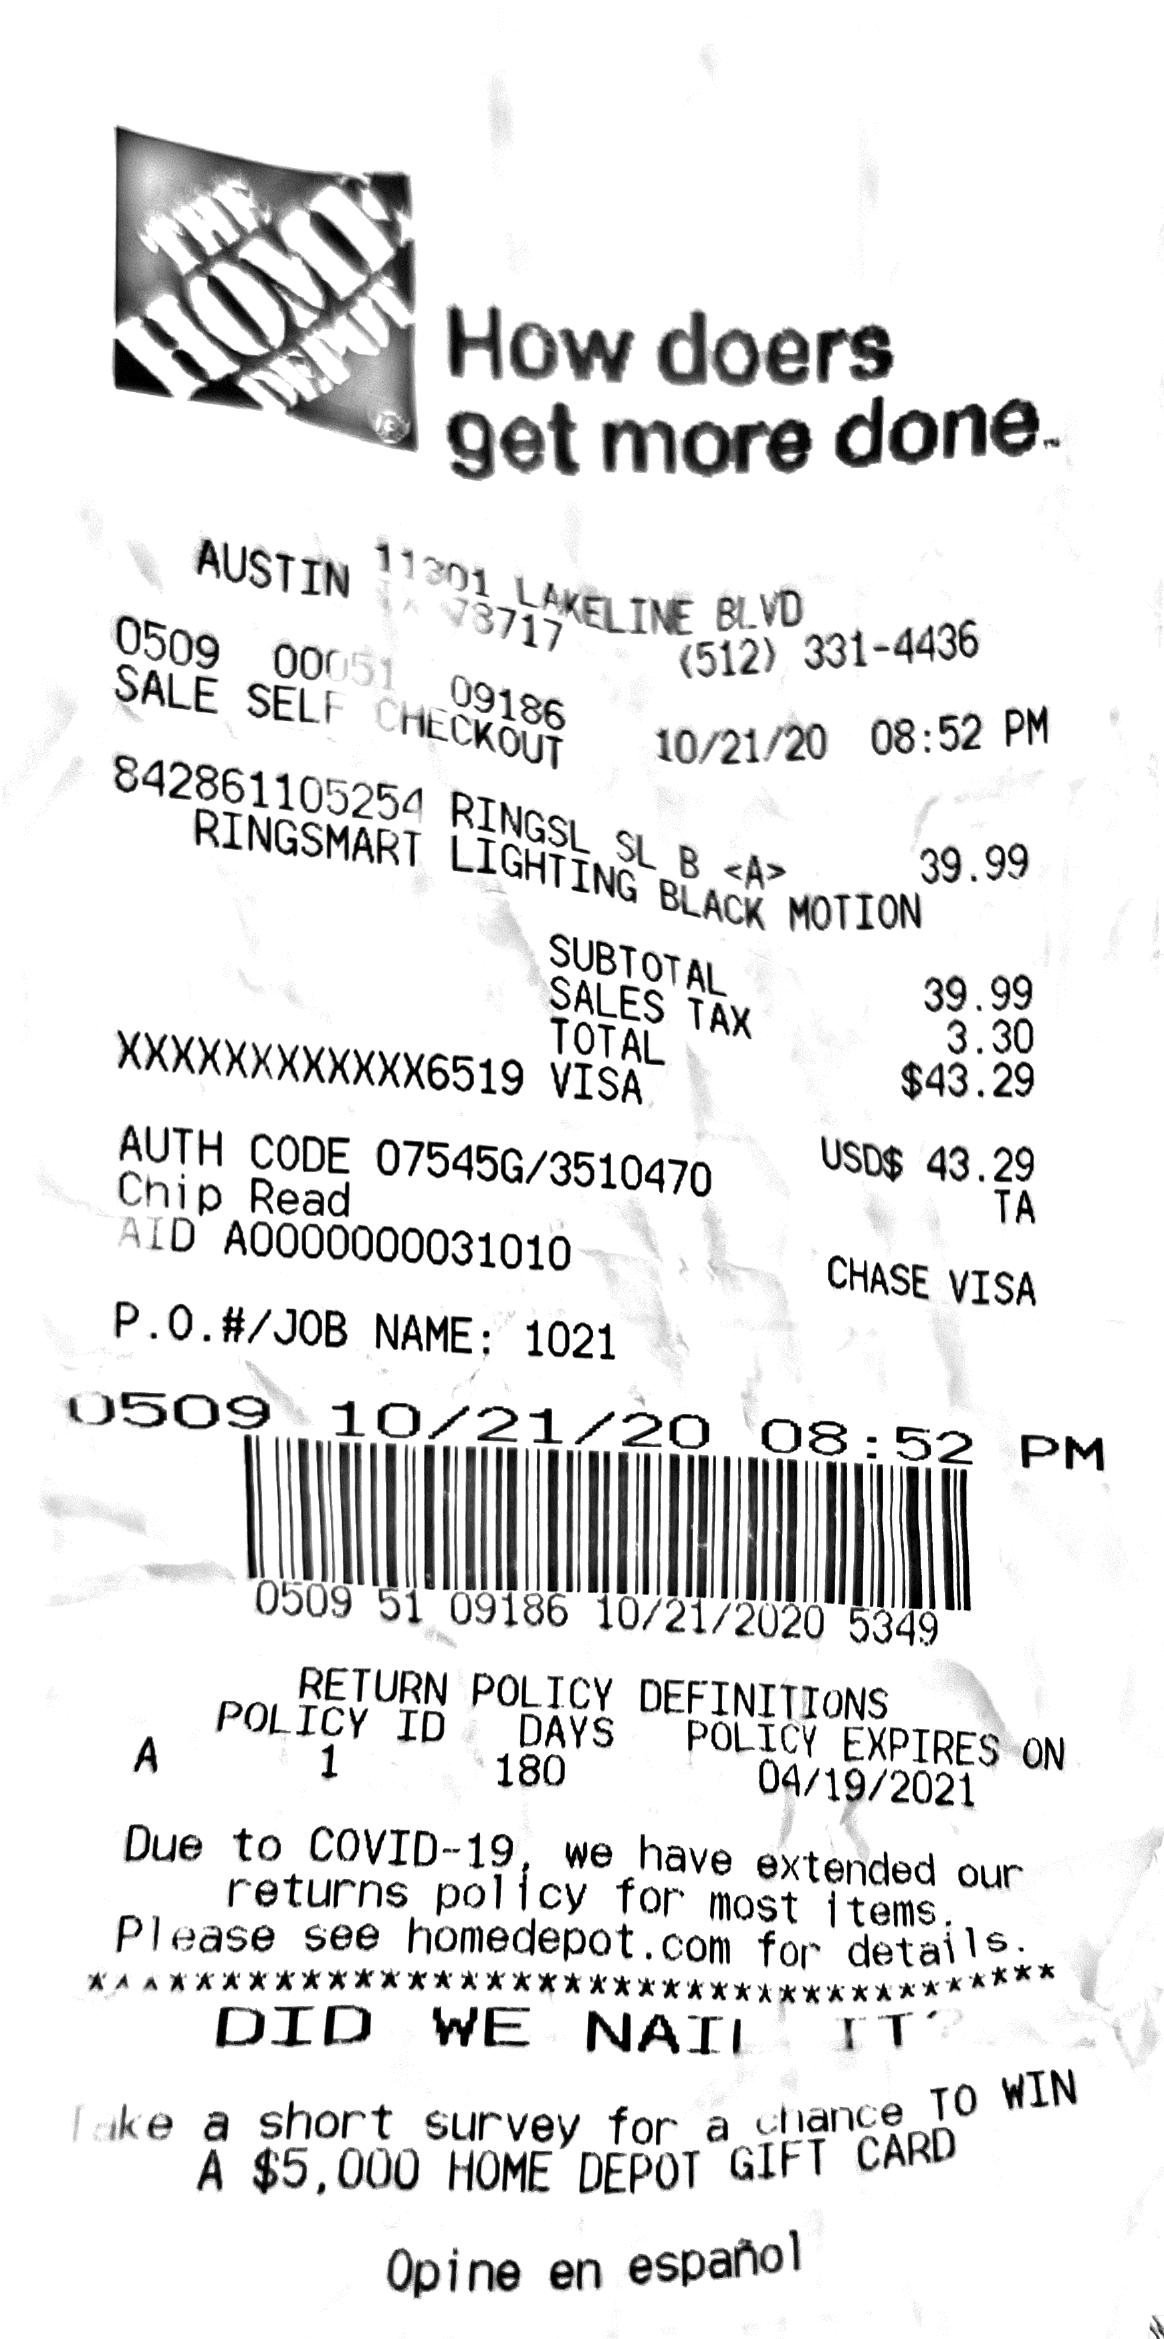 THE
HOME
DEPOT
How doers
get more done.
11301 LAKELINE BLVD
AUSTIN TX 78717 (512) 331-4436
0509 00051 09186 10/21/20 08:52 PM
SALE SELF CHECKOUT
842861105254 RINGSL SL B <A> 39.99
RINGSMART LIGHTING BLACK MOTION
SUBTOTAL 39.99
SALES TAX 3.30
TOTAL $43.29
XXXXXXXXXXXX6519 VISA
USD$ 43.29
AUTH CODE 07545G/3510470 TA
Chip Read
AID A0000000031010 CHASE VISA
P.O.#/JOB NAME: 1021
0509 10/21/20 08:52 PM
0509 51 09186 10/21/2020 5349
RETURN POLICY DEFINITIONS
POLICY ID DAYS POLICY EXPIRES ON
A 1 180 04/19/2021
Due to COVID-19, we have extended our
returns policy for most items.
Please see homedepot.com for details.
*************************************
DID WE NAIL IT?
Take a short survey for a chance TO WIN
A $5,000 HOME DEPOT GIFT CARD
Opine en español